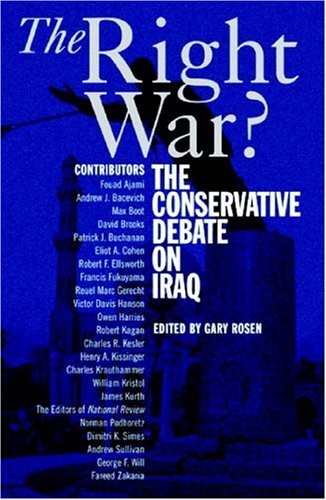 The
Right
War?
THE
CONSERVATIVE
DEBATE
ON
IRAQ
EDITED BY GARY ROSEN
CONTRIBUTORS
Fouad Ajami
Andrew J. Bacevich
Max Boot
David Brooks
Patrick J. Buchanan
Eliot A. Cohen
Robert F. Ellsworth
Francis Fukuyama
Reuel Marc Gerecht
Victor Davis Hanson
Owen Harries
Robert Kagan
Charles R. Kesler
Henry A. Kissinger
Charles Krauthammer
William Kristol
James Kurth
The Editors of National Review
Norman Podhoretz
Dimitri K. Simes
Andrew Sullivan
George F. Will
Fareed Zakaria